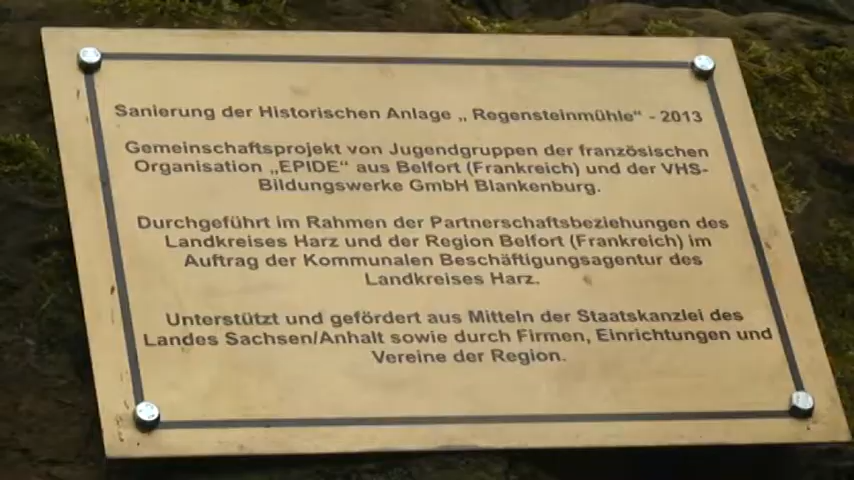 Sanierung der Historischen Anlage „ Regensteinmühle“ - 2013
Gemeinschaftsprojekt von Jugendgruppen der französischen
Organisation „EPIDE“ aus Belfort (Frankreich) und der VHS-
Bildungswerke GmbH Blankenburg.
Durchgeführt im Rahmen der Partnerschaftsbeziehungen des
Landkreises Harz und der Region Belfort (Frankreich) im
Auftrag der Kommunalen Beschäftigungsagentur des
Landkreises Harz.
Unterstützt und gefördert aus Mitteln der Staatskanzlei des
Landes Sachsen/Anhalt sowie durch Firmen, Einrichtungen und
Vereine der Region.